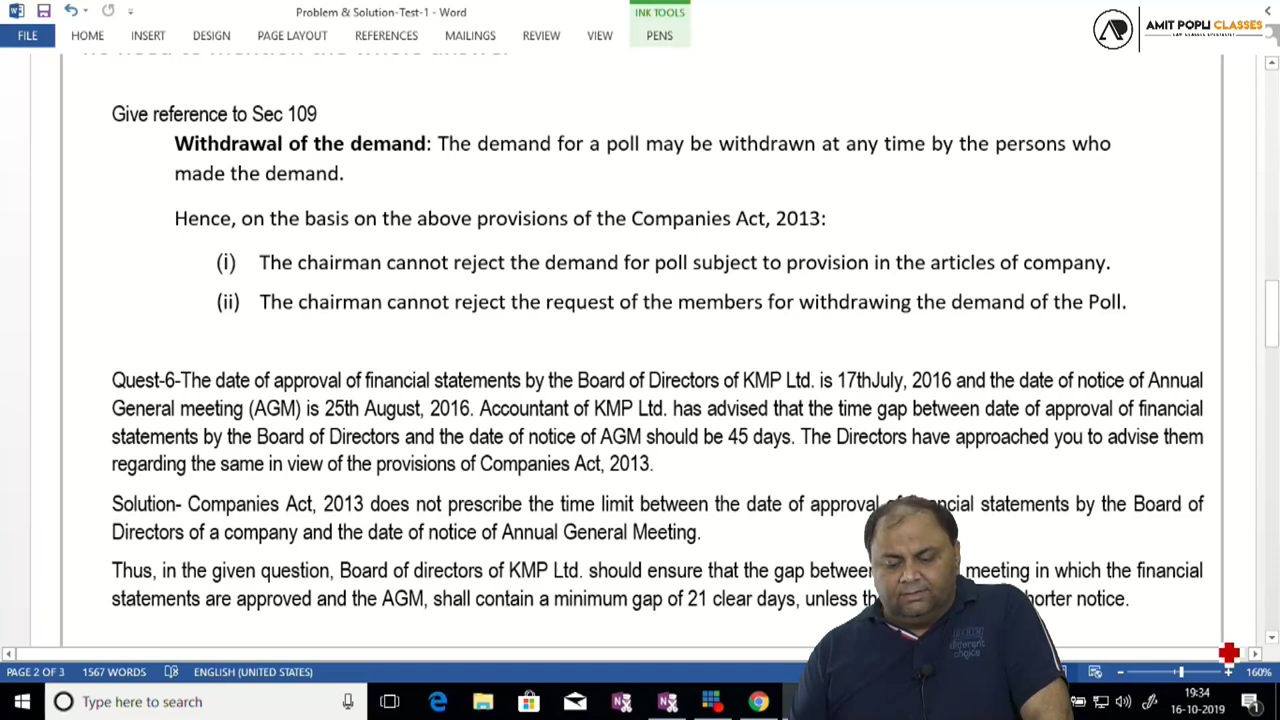 Problem & Solution-Test-1 - Word
INK TOOLS
FILE HOME INSERT DESIGN PAGE LAYOUT REFERENCES MAILINGS REVIEW VIEW PENS
AMIT POPLI CLASSES
Give reference to Sec 109
Withdrawal of the demand: The demand for a poll may be withdrawn at any time by the persons who
made the demand.
Hence, on the basis on the above provisions of the Companies Act, 2013:
(i) The chairman cannot reject the demand for poll subject to provision in the articles of company.
(ii) The chairman cannot reject the request of the members for withdrawing the demand of the Poll.
Quest-6-The date of approval of financial statements by the Board of Directors of KMP Ltd. is 17thJuly, 2016 and the date of notice of Annual
General meeting (AGM) is 25th August, 2016. Accountant of KMP Ltd. has advised that the time gap between date of approval of financial
statements by the Board of Directors and the date of notice of AGM should be 45 days. The Directors have approached you to advise them
regarding the same in view of the provisions of Companies Act, 2013.
Solution- Companies Act, 2013 does not prescribe the time limit between the date of approval statements by the Board of
Directors of a company and the date of notice of Annual General Meeting.
Thus, in the given question, Board of directors of KMP Ltd. should ensure that the gap between meeting in which the financial
statements are approved and the AGM, shall contain a minimum gap of 21 clear days, unless notice.
PAGE 2 OF 3 1567 WORDS ENGLISH (UNITED STATES) 160%
Type here to search
19:34
16-10-2019